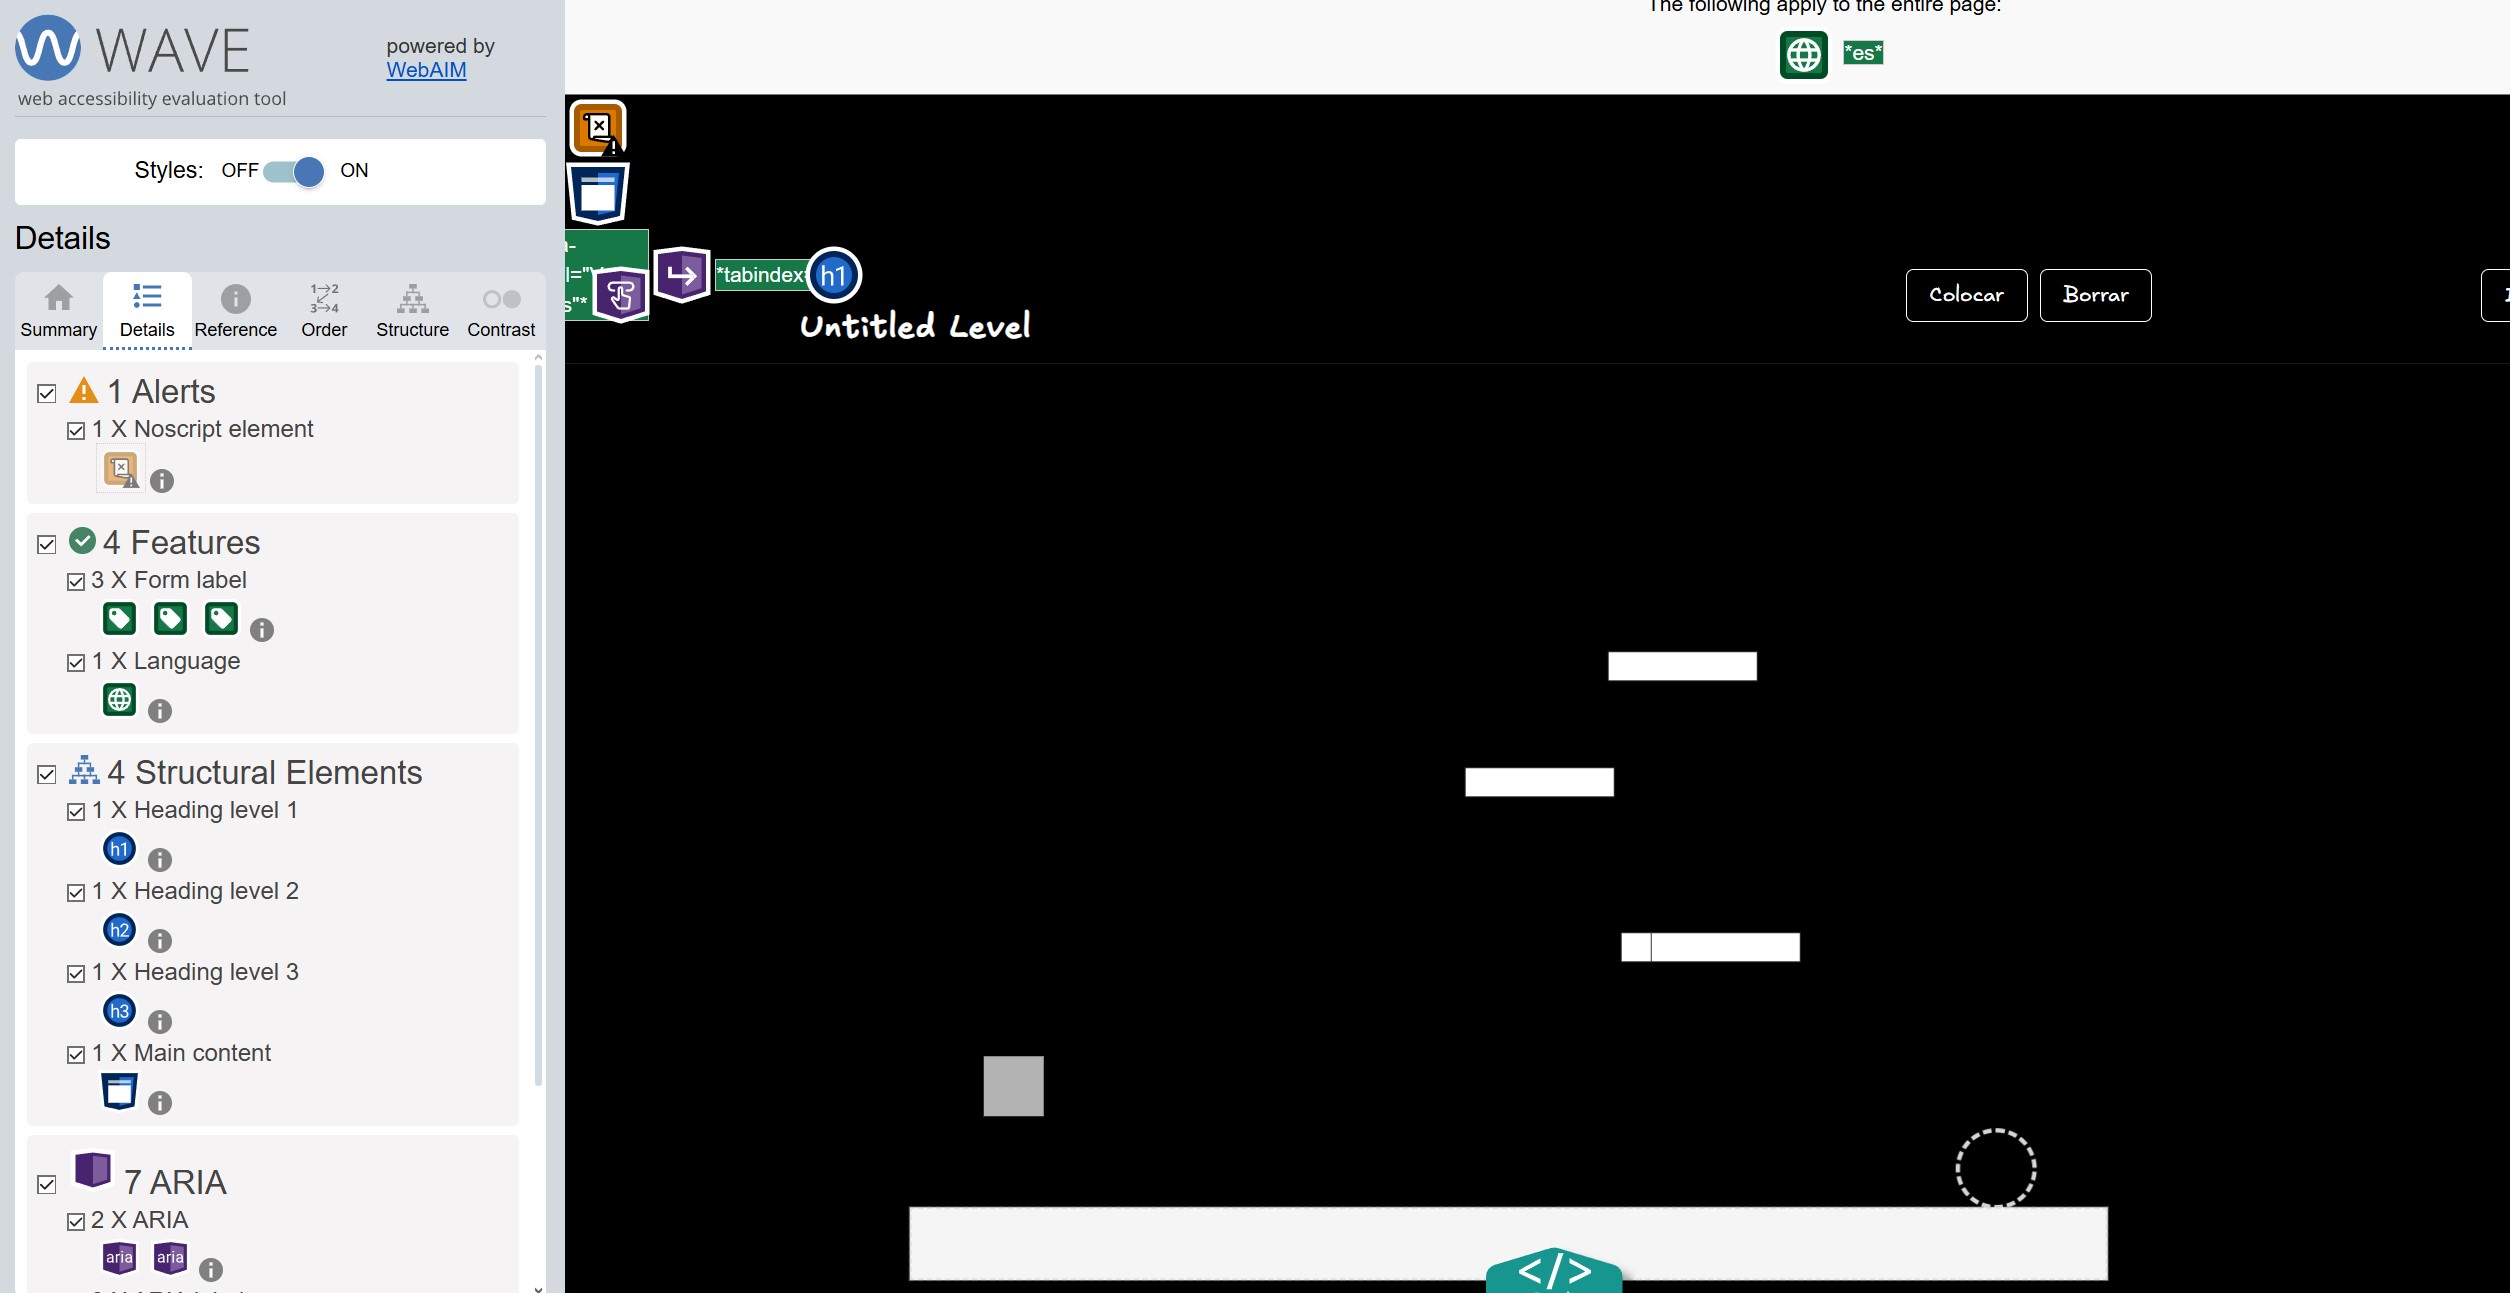 WAVE
powered by
WebAIM
web accessibility evaluation tool
Styles: OFF ON
Details
Summary Details Reference Order Structure Contrast
1 Alerts
1 X Noscript element
4 Features
3 X Form label
1 X Language
4 Structural Elements
1 X Heading level 1
h1
1 X Heading level 2
h2
1 X Heading level 3
h3
1 X Main content
7 ARIA
2 X ARIA
aria aria
The following apply to the entire page:
*es*
*tabindex=
h1
Untitled Level
Colocar Borrar
</>